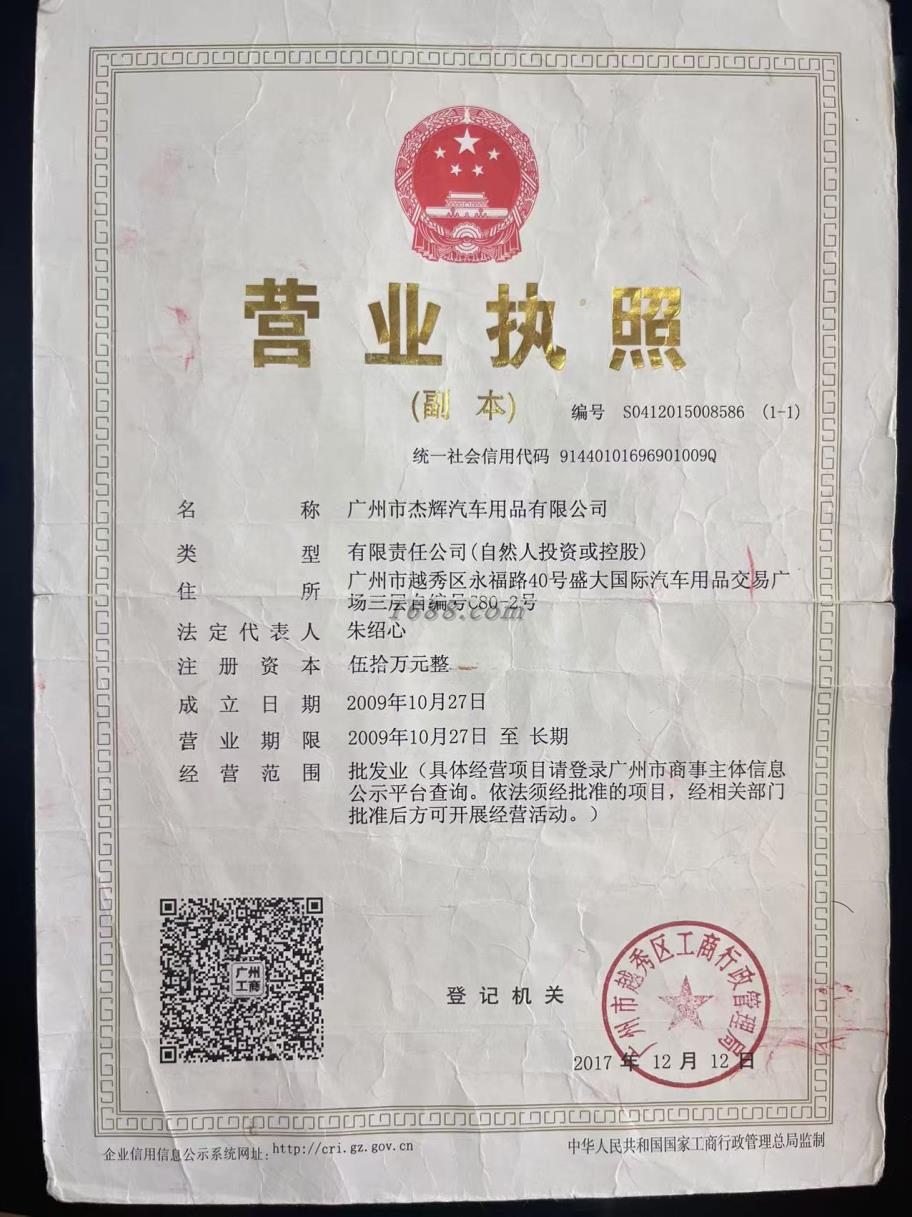 营业执照
(副本)
编号 S0412015008586 (1-1)
统一社会信用代码 91440101696901009Q
名称 广州市杰辉汽车用品有限公司
类型 有限责任公司(自然人投资或控股)
住所 广州市越秀区永福路40号盛大国际汽车用品交易广
场三层自编号C80-2号
1688.com
法定代表人 朱绍心
注册资本 伍拾万元整
成立日期 2009年10月27日
营业期限 2009年10月27日 至 长期
经营范围 批发业（具体经营项目请登录广州市商事主体信息
公示平台查询。依法须经批准的项目，经相关部门
批准后方可开展经营活动。）
广州
工商
登记机关
广州市越秀区工商行政管理局
2017 年 12 月 12 日
企业信用信息公示系统网址: http://cri.gz.gov.cn
中华人民共和国国家工商行政管理总局监制